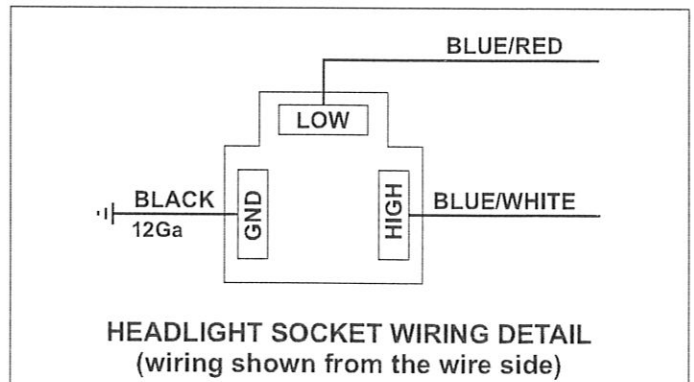 BLUE/RED
LOW
BLACK
12Ga
GND
HIGH
BLUE/WHITE
HEADLIGHT SOCKET WIRING DETAIL
(wiring shown from the wire side)